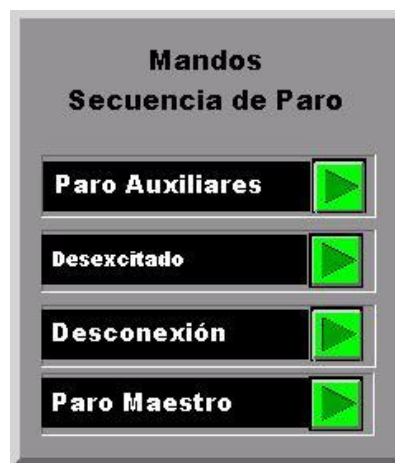 Mandos
Secuencia de Paro
Paro Auxiliares
Desexcitado
Desconexión
Paro Maestro